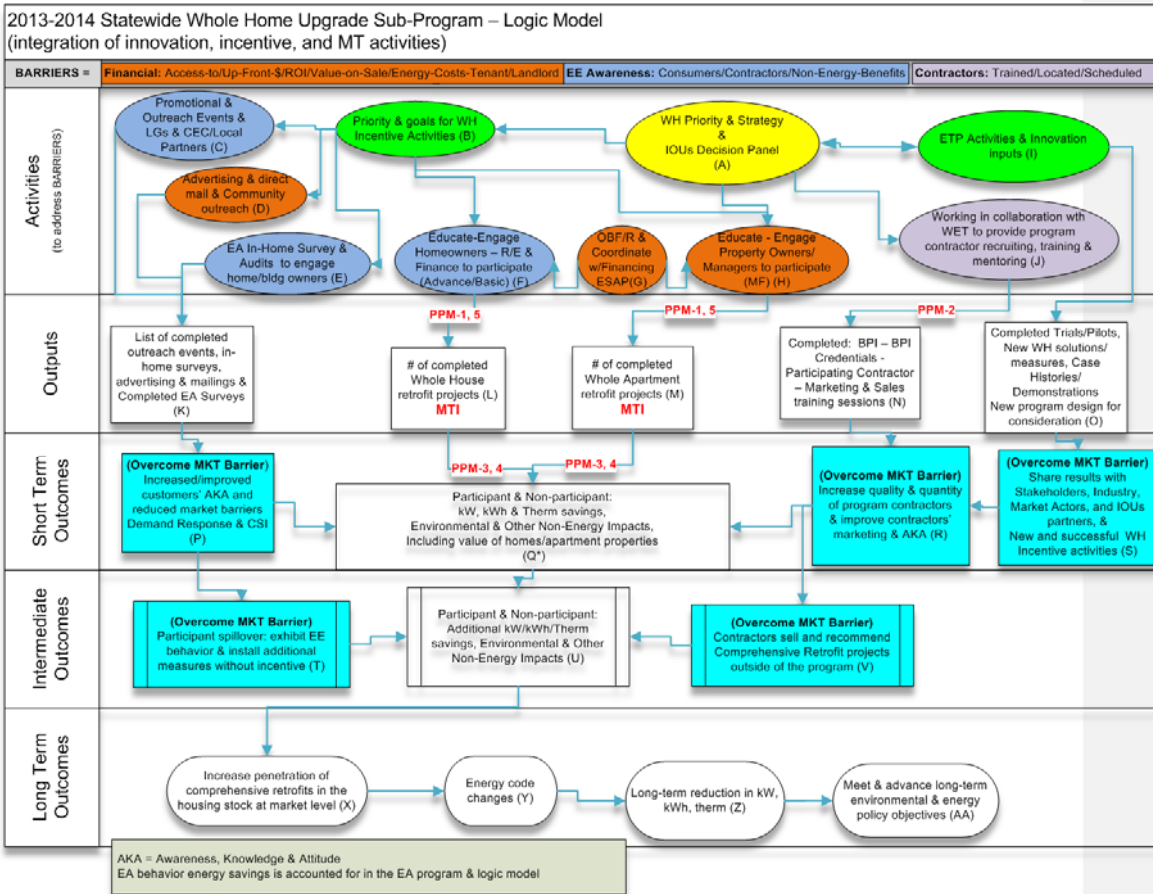 2013-2014 Statewide Whole Home Upgrade Sub-Program – Logic Model
(integration of innovation, incentive, and MT activities)
BARRIERS =
Financial: Access-to/Up-Front-$/ROI/Value-on-Sale/Energy-Costs-Tenant/Landlord
EE Awareness: Consumers/Contractors/Non-Energy-Benefits
Contractors: Trained/Located/Scheduled
Activities
(to address BARRIERS)
Promotional &
Outreach Events &
LGs & CEC/Local
Partners (C)
Priority & goals for WH
Incentive Activities (B)
WH Priority & Strategy
&
IOUs Decision Panel
(A)
ETP Activities & Innovation
inputs (I)
Advertising & direct
mail & Community
outreach (D)
EA In-Home Survey &
Audits to engage
home/bldg owners (E)
Educate-Engage
Homeowners – R/E &
Finance to participate
(Advance/Basic) (F)
OBF/R &
Coordinate
w/Financing
ESAP(G)
Educate - Engage
Property Owners/
Managers to participate
(MF) (H)
Working in collaboration with
WET to provide program
contractor recruiting, training &
mentoring (J)
Outputs
PPM-1, 5
PPM-1, 5
PPM-2
List of completed
outreach events, in-
home surveys,
advertising & mailings &
Completed EA Surveys
(K)
# of completed
Whole House
retrofit projects (L)
MTI
# of completed
Whole Apartment
retrofit projects (M)
MTI
Completed: BPI – BPI
Credentials -
Participating Contractor
– Marketing & Sales
training sessions (N)
Completed Trials/Pilots,
New WH solutions/
measures, Case
Histories/
Demonstrations
New program design for
consideration (O)
Short Term
Outcomes
PPM-3, 4
PPM-3, 4
(Overcome MKT Barrier)
Increased/improved
customers' AKA and
reduced market barriers
Demand Response & CSI
(P)
Participant & Non-participant:
kW, kWh & Therm savings,
Environmental & Other Non-Energy Impacts,
Including value of homes/apartment properties
(Q*)
(Overcome MKT Barrier)
Increase quality & quantity
of program contractors
& improve contractors'
marketing & AKA (R)
(Overcome MKT Barrier)
Share results with
Stakeholders, Industry,
Market Actors, and IOUs
partners, &
New and successful WH
Incentive activities (S)
Intermediate
Outcomes
(Overcome MKT Barrier)
Participant spillover: exhibit EE
behavior & install additional
measures without incentive (T)
Participant & Non-participant:
Additional kW/kWh/Therm
savings, Environmental & Other
Non-Energy Impacts (U)
(Overcome MKT Barrier)
Contractors sell and recommend
Comprehensive Retrofit projects
outside of the program (V)
Long Term
Outcomes
Increase penetration of
comprehensive retrofits in the
housing stock at market level (X)
Energy code
changes (Y)
Long-term reduction in kW,
kWh, therm (Z)
Meet & advance long-term
environmental & energy
policy objectives (AA)
AKA = Awareness, Knowledge & Attitude
EA behavior energy savings is accounted for in the EA program & logic model